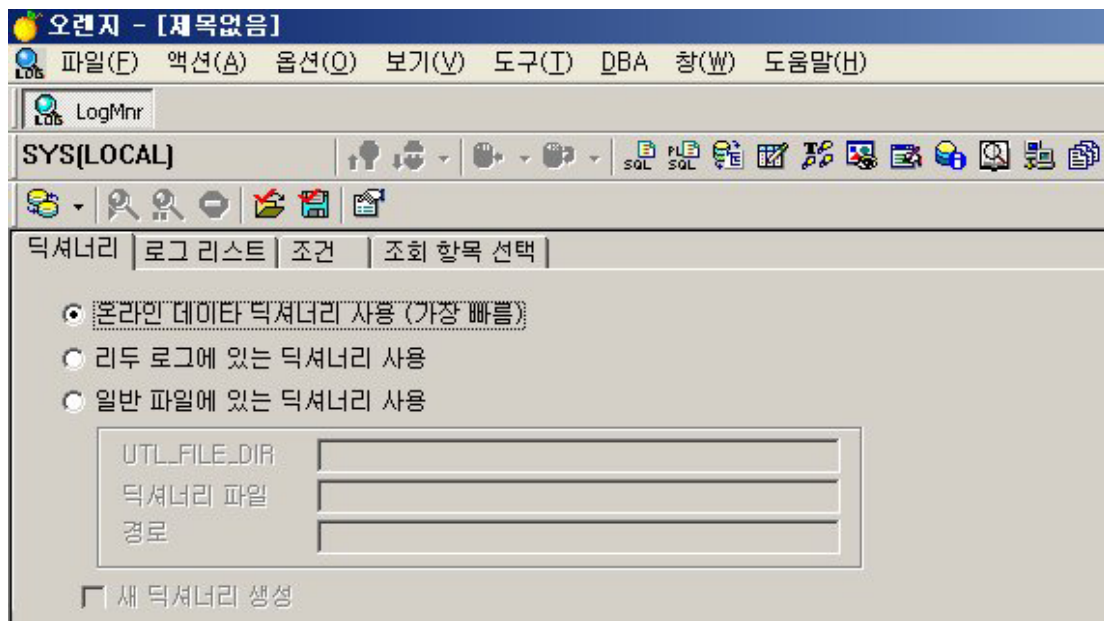 오렌지 - [제목없음]
파일(F) 액션(A) 옵션(O) 보기(V) 도구(T) DBA 창(W) 도움말(H)
LOG LogMnr
SYS(LOCAL) SQL PL/SQL
딕셔너리 로그 리스트 조건 조회 항목 선택
온라인 데이타 딕셔너리 사용 (가장 빠름)
리두 로그에 있는 딕셔너리 사용
일반 파일에 있는 딕셔너리 사용
UTL_FILE_DIR
딕셔너리 파일
경로
새 딕셔너리 생성